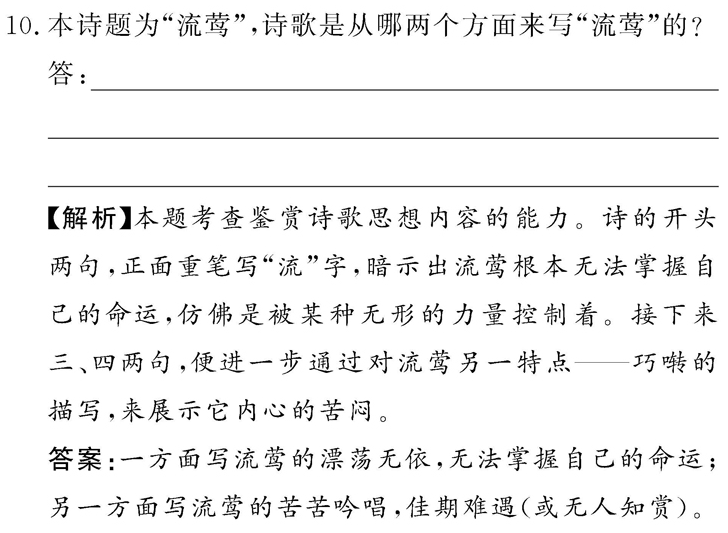 10. 本诗题为“流莺”,诗歌是从哪两个方面来写“流莺”的?
答:
【解析】本题考查鉴赏诗歌思想内容的能力。诗的开头
两句,正面重笔写“流”字,暗示出流莺根本无法掌握自
己的命运,仿佛是被某种无形的力量控制着。接下来
三、四两句,便进一步通过对流莺另一特点——巧啭的
描写,来展示它内心的苦闷。
答案:一方面写流莺的漂荡无依,无法掌握自己的命运;
另一方面写流莺的苦苦吟唱,佳期难遇(或无人知赏)。